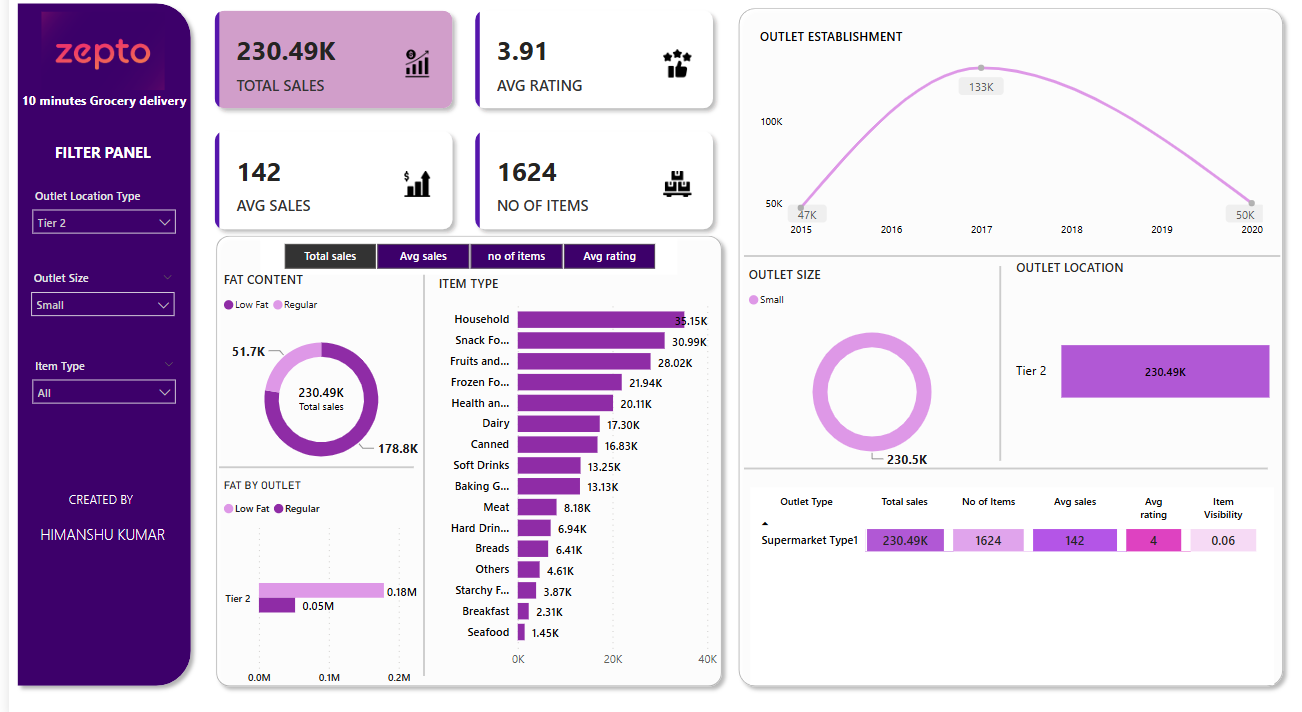 zepto
10 minutes Grocery delivery
FILTER PANEL
Outlet Location Type
Tier 2
Outlet Size
Small
Item Type
All
CREATED BY
HIMANSHU KUMAR
230.49K
TOTAL SALES
3.91
AVG RATING
142
AVG SALES
1624
NO OF ITEMS
Total sales
Avg sales
no of items
Avg rating
FAT CONTENT
Low Fat Regular
51.7K
230.49K
Total sales
178.8K
FAT BY OUTLET
Low Fat Regular
Tier 2
0.18M
0.05M
0.0M 0.1M 0.2M
ITEM TYPE
Household 35.15K
Snack Fo... 30.99K
Fruits and... 28.02K
Frozen Fo... 21.94K
Health an... 20.11K
Dairy 17.30K
Canned 16.83K
Soft Drinks 13.25K
Baking G... 13.13K
Meat 8.18K
Hard Drin... 6.94K
Breads 6.41K
Others 4.61K
Starchy F... 3.87K
Breakfast 2.31K
Seafood 1.45K
0K 20K 40K
OUTLET ESTABLISHMENT
133K
100K
50K
47K
50K
2015 2016 2017 2018 2019 2020
OUTLET SIZE
Small
230.5K
OUTLET LOCATION
Tier 2 230.49K
Outlet Type Total sales No of Items Avg sales Avg rating Item Visibility
Supermarket Type1 230.49K 1624 142 4 0.06